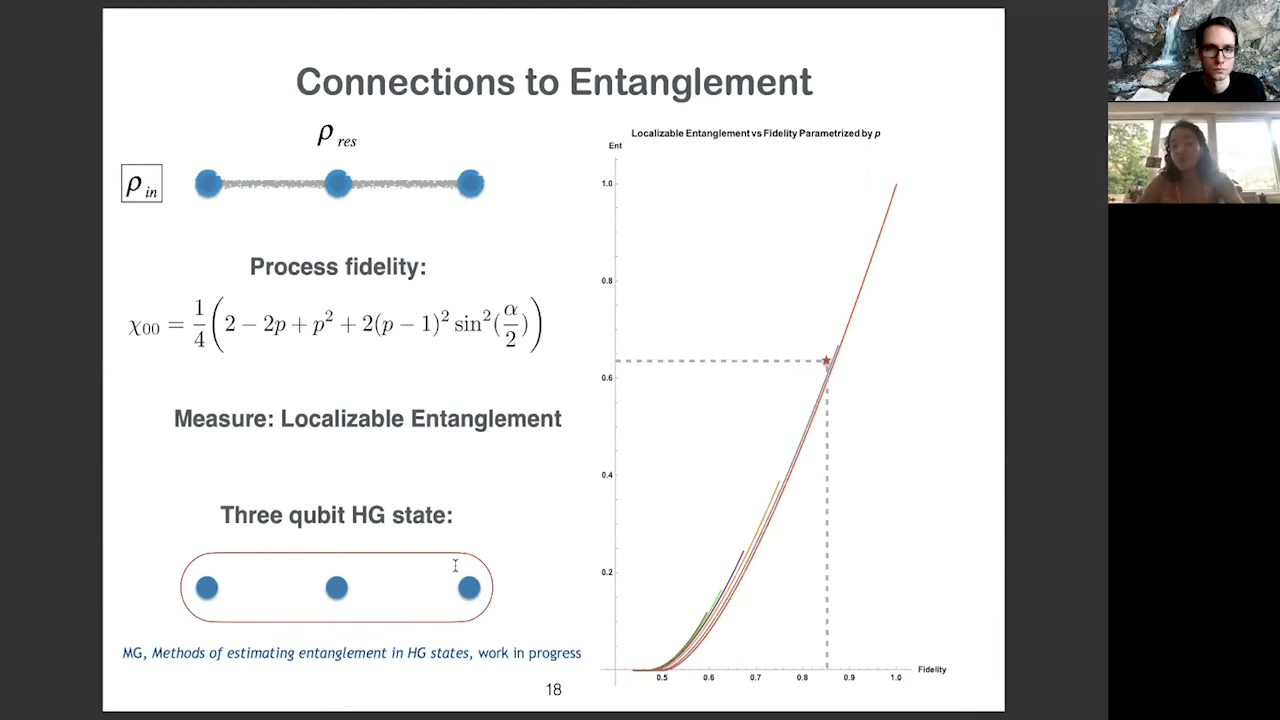 Connections to Entanglement
ρ res
ρ in
Process fidelity:
χ00 = 1/4 (2 − 2p + p² + 2(p − 1)² sin²(α/2))
Measure: Localizable Entanglement
Three qubit HG state:
MG, Methods of estimating entanglement in HG states, work in progress
18
Localizable Entanglement vs Fidelity Parametrized by p
Ent
1.0
0.8
0.6
0.4
0.2
0.5 0.6 0.7 0.8 0.9 1.0
Fidelity